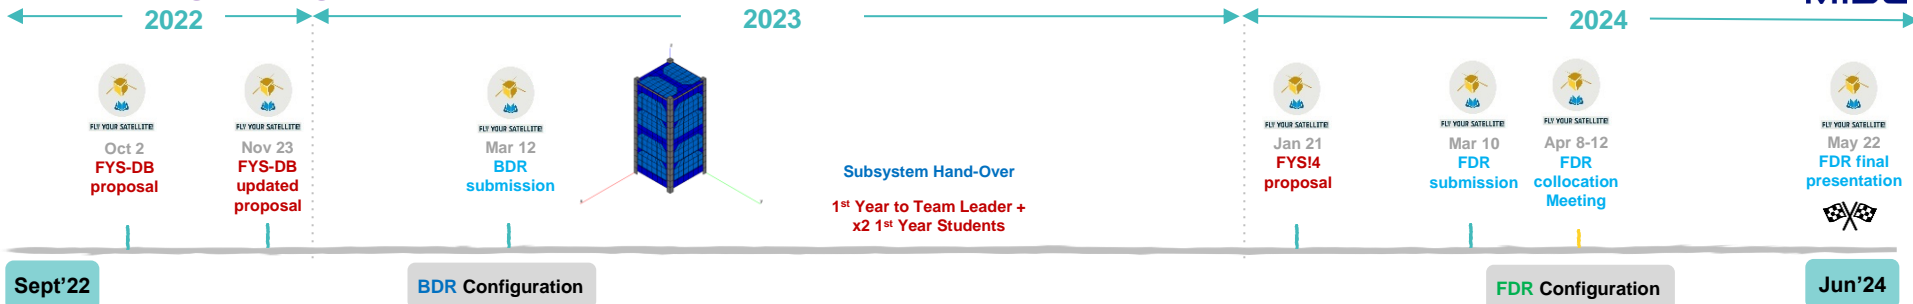 2022
2023
2024
FLY YOUR SATELLITE!
Oct 2
FYS-DB
proposal
FLY YOUR SATELLITE!
Nov 23
FYS-DB
updated
proposal
FLY YOUR SATELLITE!
Mar 12
BDR
submission
Subsystem Hand-Over
1st Year to Team Leader +
x2 1st Year Students
FLY YOUR SATELLITE!
Jan 21
FYS!4
proposal
FLY YOUR SATELLITE!
Mar 10
FDR
submission
FLY YOUR SATELLITE!
Apr 8-12
FDR
collocation
Meeting
FLY YOUR SATELLITE!
May 22
FDR final
presentation
Sept'22
BDR Configuration
FDR Configuration
Jun'24